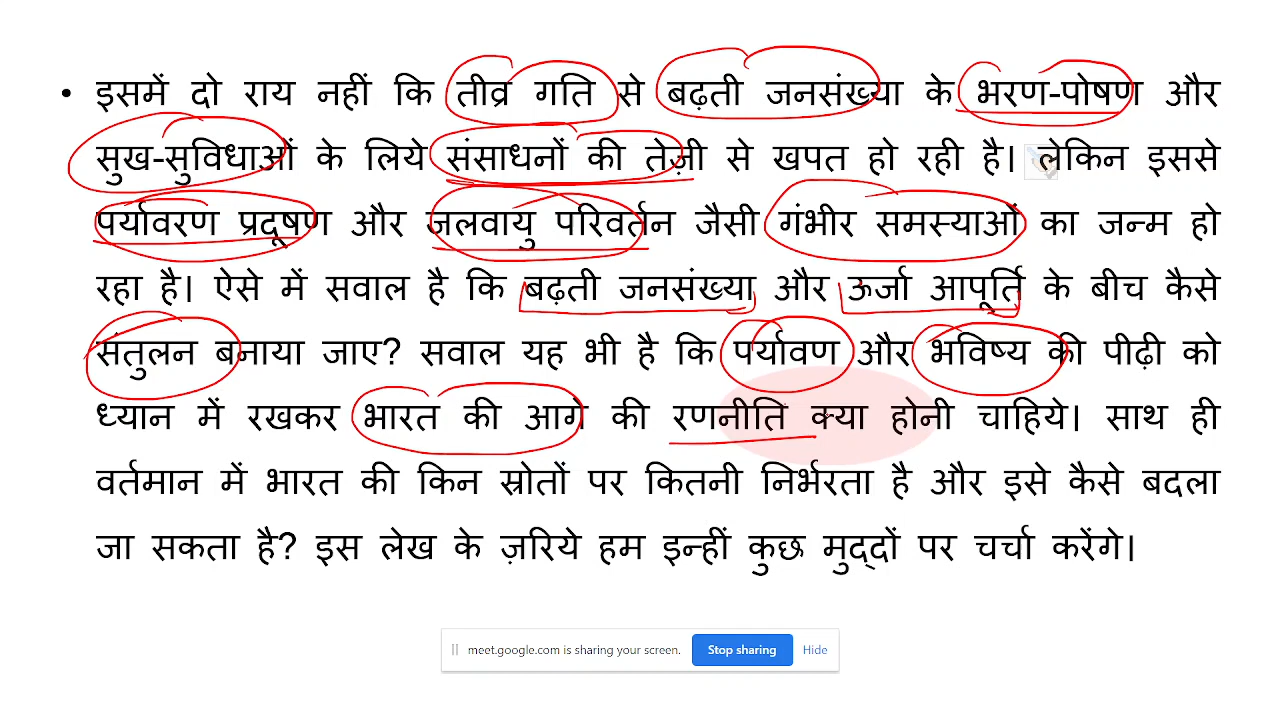 • इसमें दो राय नहीं कि तीव्र गति से बढ़ती जनसंख्या के भरण-पोषण और
सुख-सुविधाओं के लिये संसाधनों की तेज़ी से खपत हो रही है। लेकिन इससे
पर्यावरण प्रदूषण और जलवायु परिवर्तन जैसी गंभीर समस्याओं का जन्म हो
रहा है। ऐसे में सवाल है कि बढ़ती जनसंख्या और ऊर्जा आपूर्ति के बीच कैसे
संतुलन बनाया जाए? सवाल यह भी है कि पर्यावण और भविष्य की पीढ़ी को
ध्यान में रखकर भारत की आगे की रणनीति क्या होनी चाहिये। साथ ही
वर्तमान में भारत की किन स्रोतों पर कितनी निर्भरता है और इसे कैसे बदला
जा सकता है? इस लेख के ज़रिये हम इन्हीं कुछ मुद्दों पर चर्चा करेंगे।
meet.google.com is sharing your screen. Stop sharing Hide